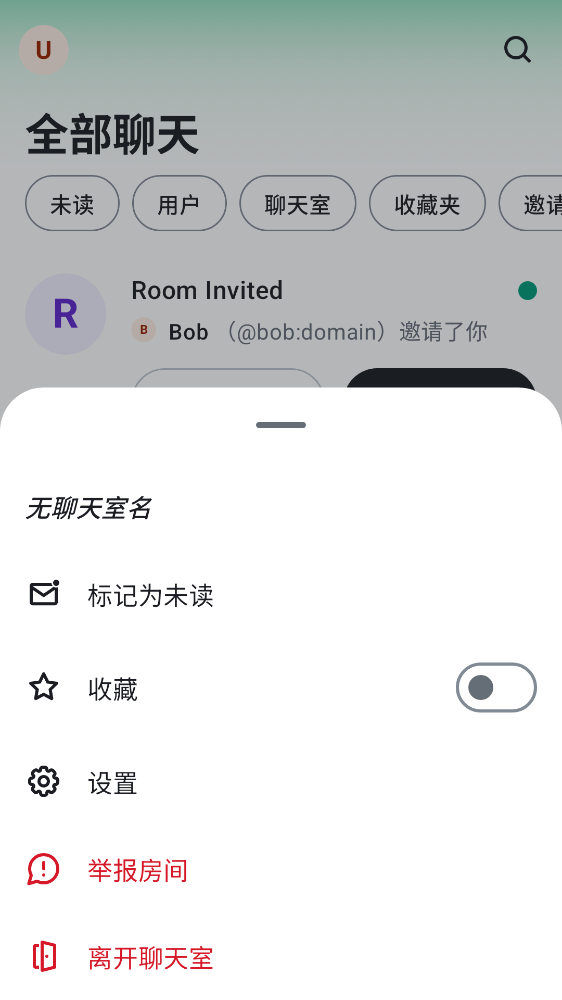 U
全部聊天
未读 用户 聊天室 收藏夹 邀请
R
Room Invited
B Bob （@bob:domain）邀请了你
无聊天室名
标记为未读
收藏
设置
举报房间
离开聊天室